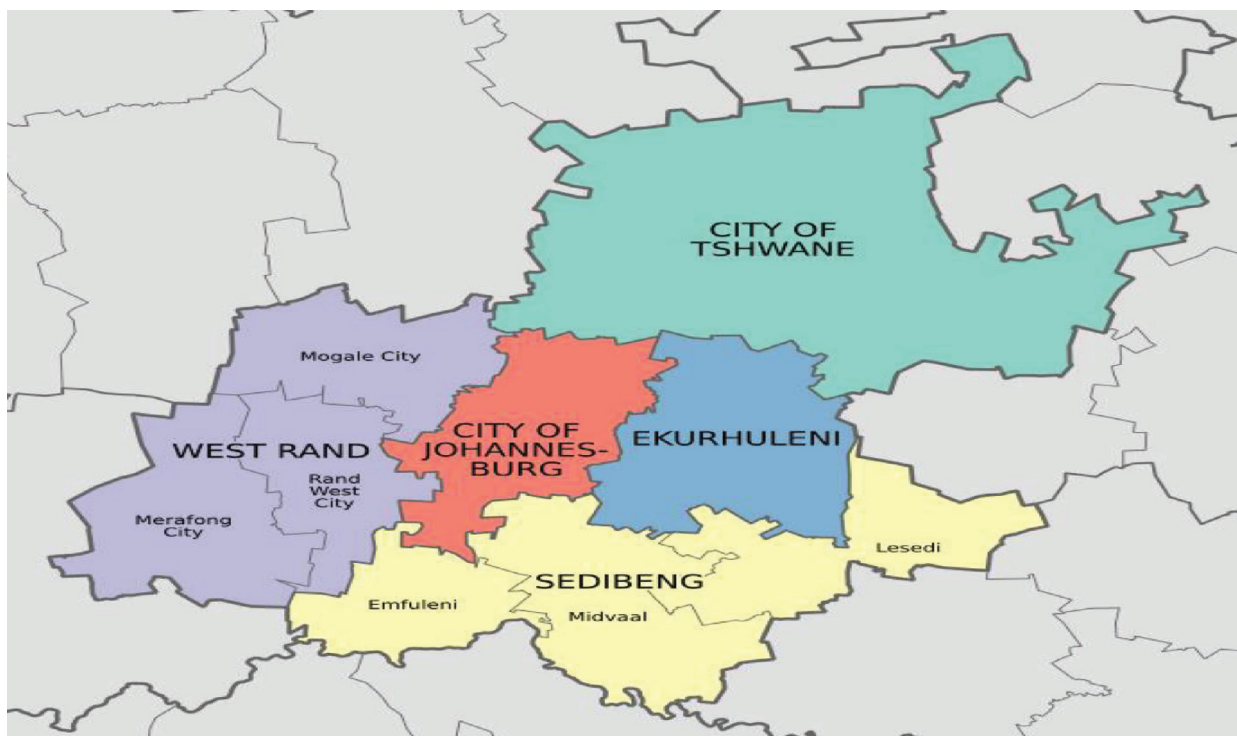 CITY OF
TSHWANE
Mogale City
WEST RAND
CITY OF
JOHANNES-
BURG
EKURHULENI
Rand
West
City
Merafong
City
Lesedi
SEDIBENG
Emfuleni
Midvaal